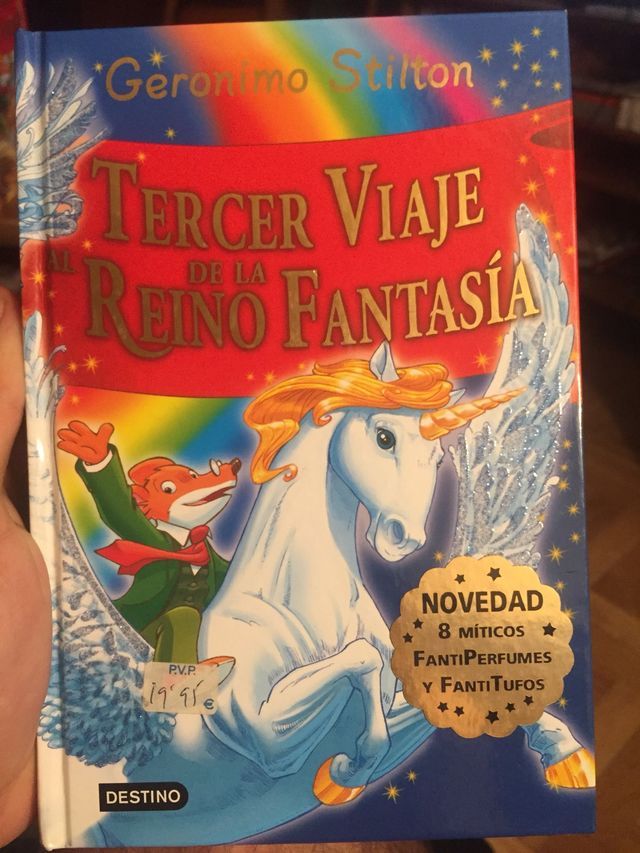 Geronimo Stilton
TERCER VIAJE
AL REINO DE LA FANTASÍA
NOVEDAD
8 MÍTICOS
FANTIPERFUMES
Y FANTITUFOS
P.V.P.
19'95
€
DESTINO